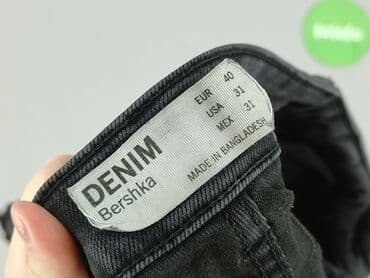 DENIM
Bershka
EUR 40
USA 31
MEX 31
MADE IN BANGLADESH